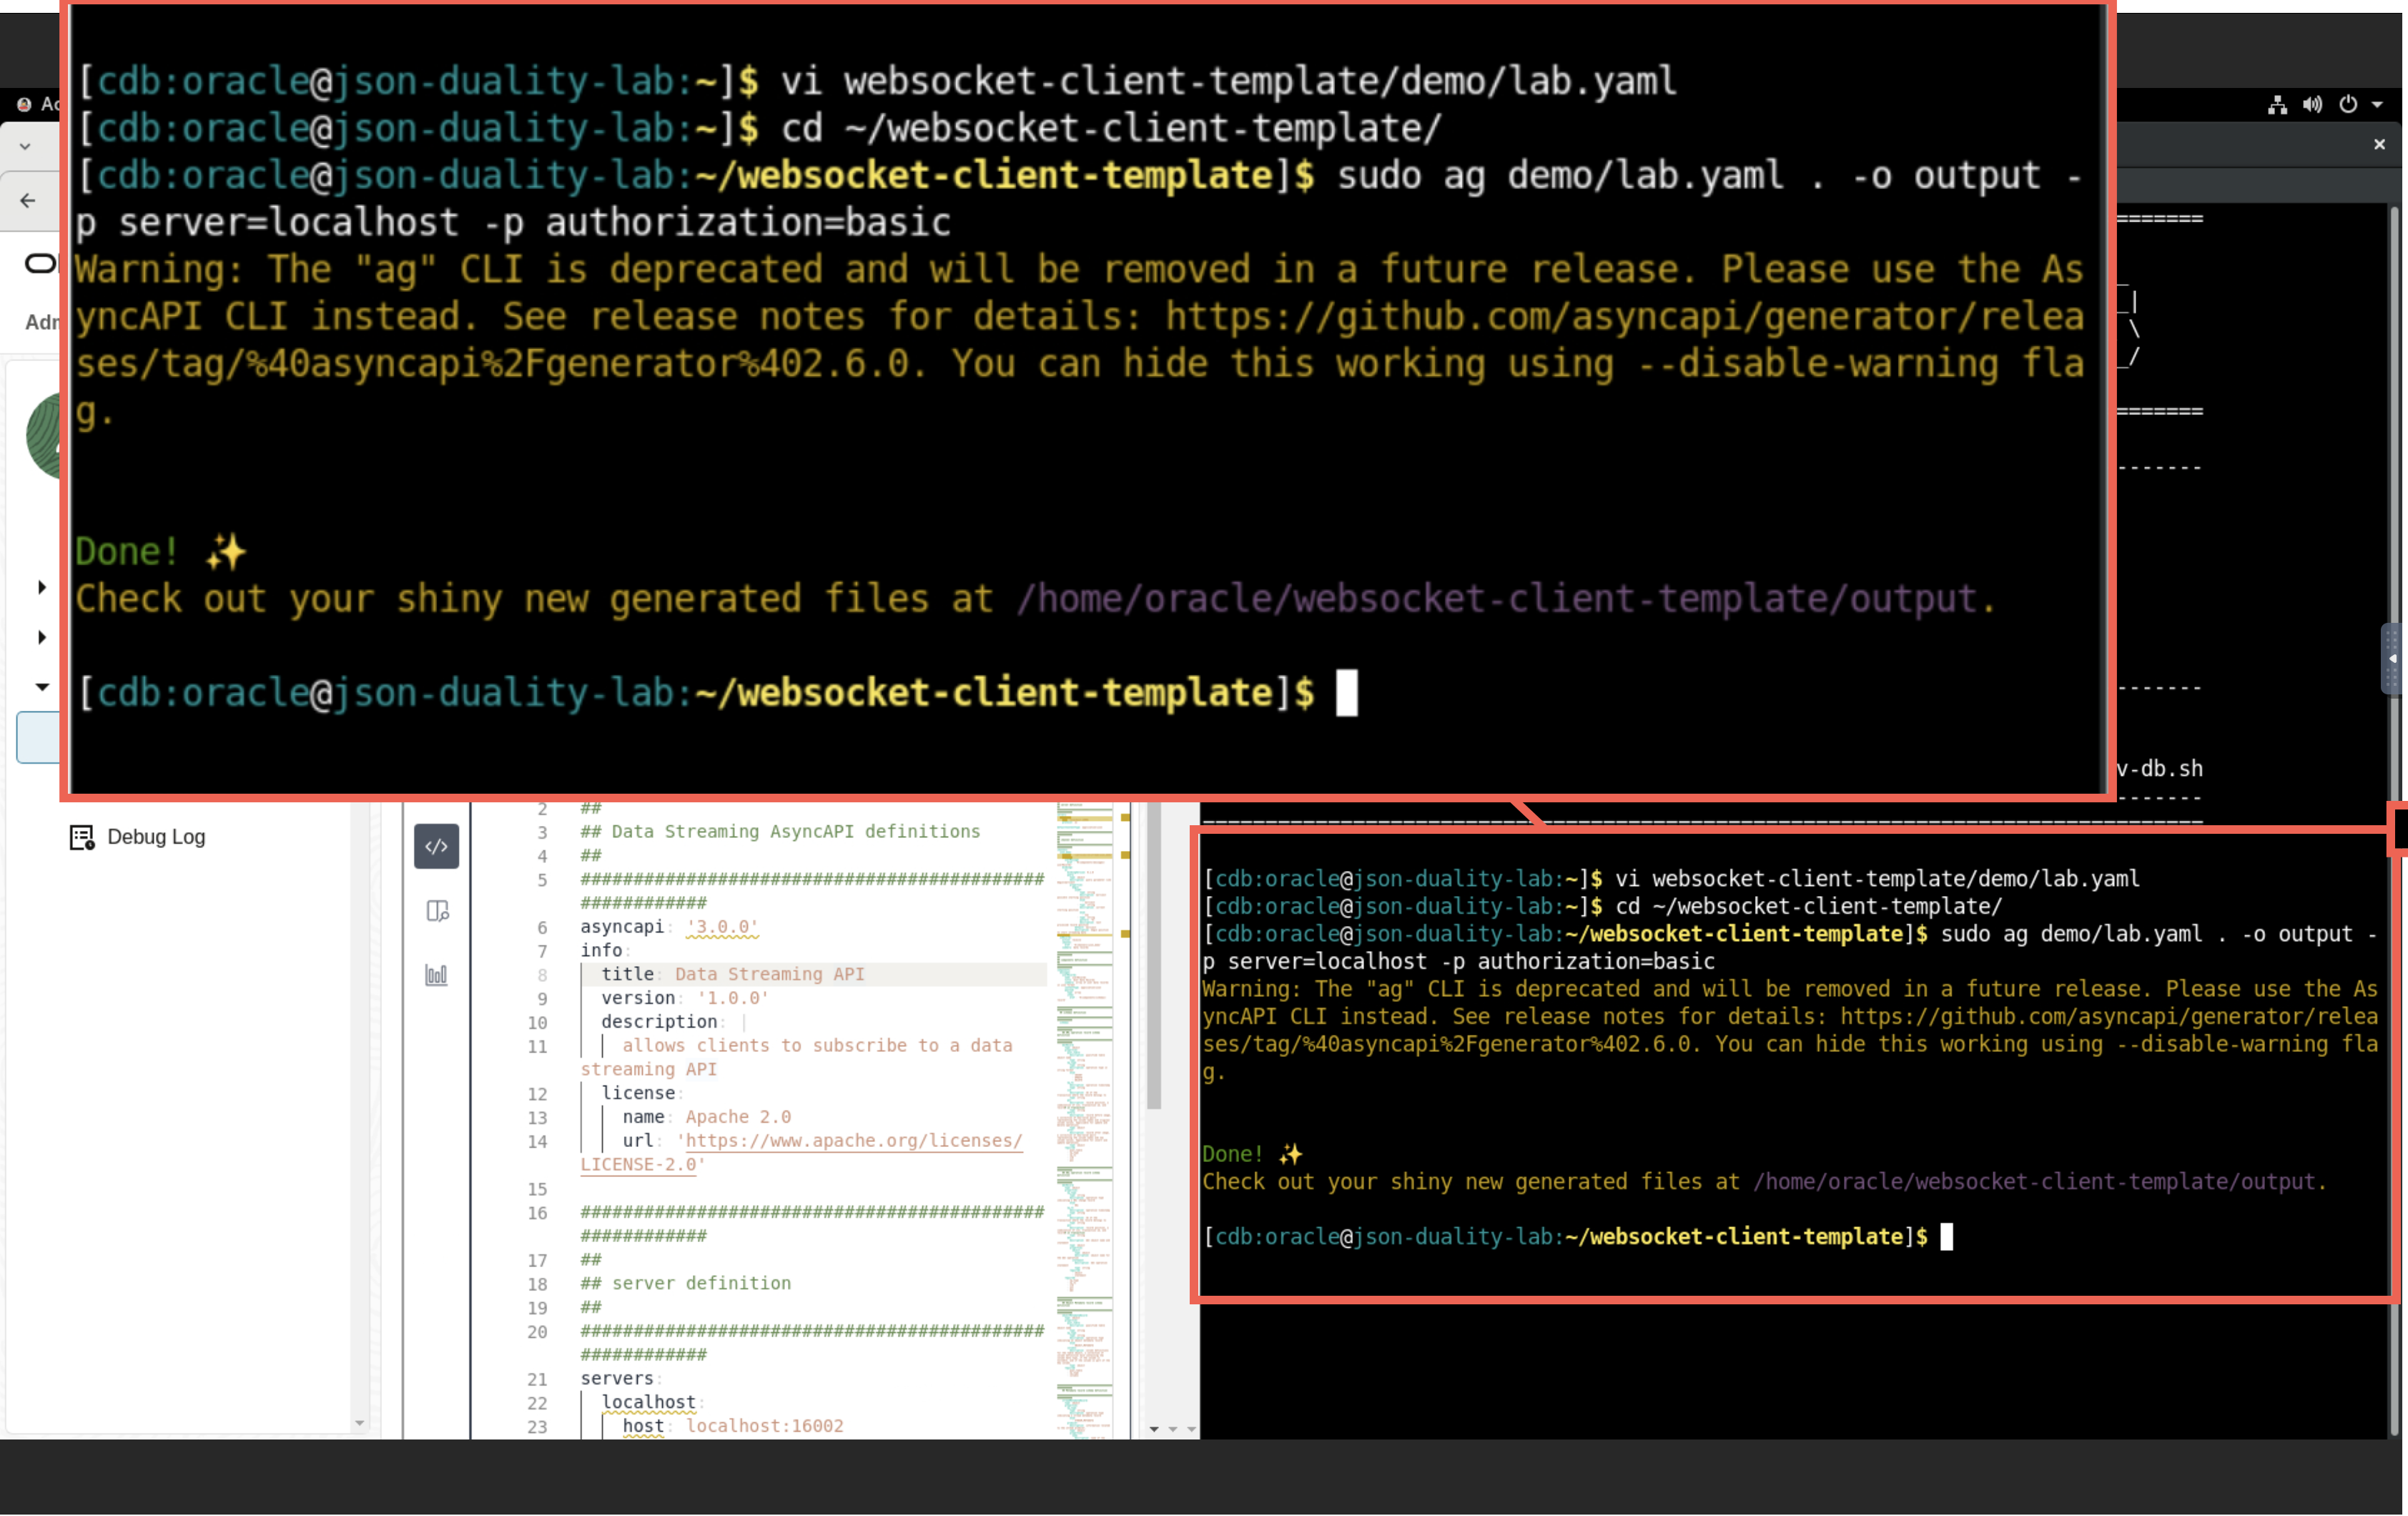 [cdb:oracle@json-duality-lab:~]$ vi websocket-client-template/demo/lab.yaml
[cdb:oracle@json-duality-lab:~]$ cd ~/websocket-client-template/
[cdb:oracle@json-duality-lab:~/websocket-client-template]$ sudo ag demo/lab.yaml . -o output -
p server=localhost -p authorization=basic
Warning: The "ag" CLI is deprecated and will be removed in a future release. Please use the As
yncAPI CLI instead. See release notes for details: https://github.com/asyncapi/generator/relea
ses/tag/%40asyncapi%2Fgenerator%402.6.0. You can hide this working using --disable-warning fla
g.
Done! ✨
Check out your shiny new generated files at /home/oracle/websocket-client-template/output.
[cdb:oracle@json-duality-lab:~/websocket-client-template]$
=======
=======
-------
-------
v-db.sh
-------
Debug Log
2 ##
3 ## Data Streaming AsyncAPI definitions
4 ##
5 ############################################
############
6 asyncapi: '3.0.0'
7 info:
8 title: Data Streaming API
9 version: '1.0.0'
10 description: |
11 allows clients to subscribe to a data
streaming API
12 license:
13 name: Apache 2.0
14 url: 'https://www.apache.org/licenses/
LICENSE-2.0'
15
16 ############################################
############
17 ##
18 ## server definition
19 ##
20 ############################################
############
21 servers:
22 localhost:
23 host: localhost:16002
[cdb:oracle@json-duality-lab:~]$ vi websocket-client-template/demo/lab.yaml
[cdb:oracle@json-duality-lab:~]$ cd ~/websocket-client-template/
[cdb:oracle@json-duality-lab:~/websocket-client-template]$ sudo ag demo/lab.yaml . -o output -
p server=localhost -p authorization=basic
Warning: The "ag" CLI is deprecated and will be removed in a future release. Please use the As
yncAPI CLI instead. See release notes for details: https://github.com/asyncapi/generator/relea
ses/tag/%40asyncapi%2Fgenerator%402.6.0. You can hide this working using --disable-warning fla
g.
Done! ✨
Check out your shiny new generated files at /home/oracle/websocket-client-template/output.
[cdb:oracle@json-duality-lab:~/websocket-client-template]$